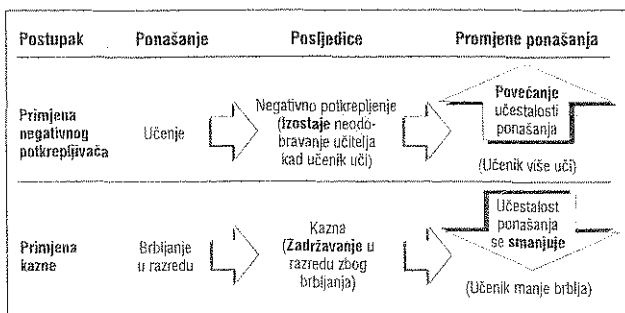 Postupak Ponašanje Posljedice Promjene ponašanja
Primjena
negativnog
potkrepljivača
Učenje
Negativno potkrepljenje
(Izostaje neodo-
bravanje učitelja
kad učenik uči)
Povećanje
učestalosti
ponašanja
(Učenik više uči)
Primjena
kazne
Brbljanje
u razredu
Kazna
(Zadržavanje u
razredu zbog
brbljanja)
Učestalost
ponašanja
se smanjuje
(Učenik manje brblja)